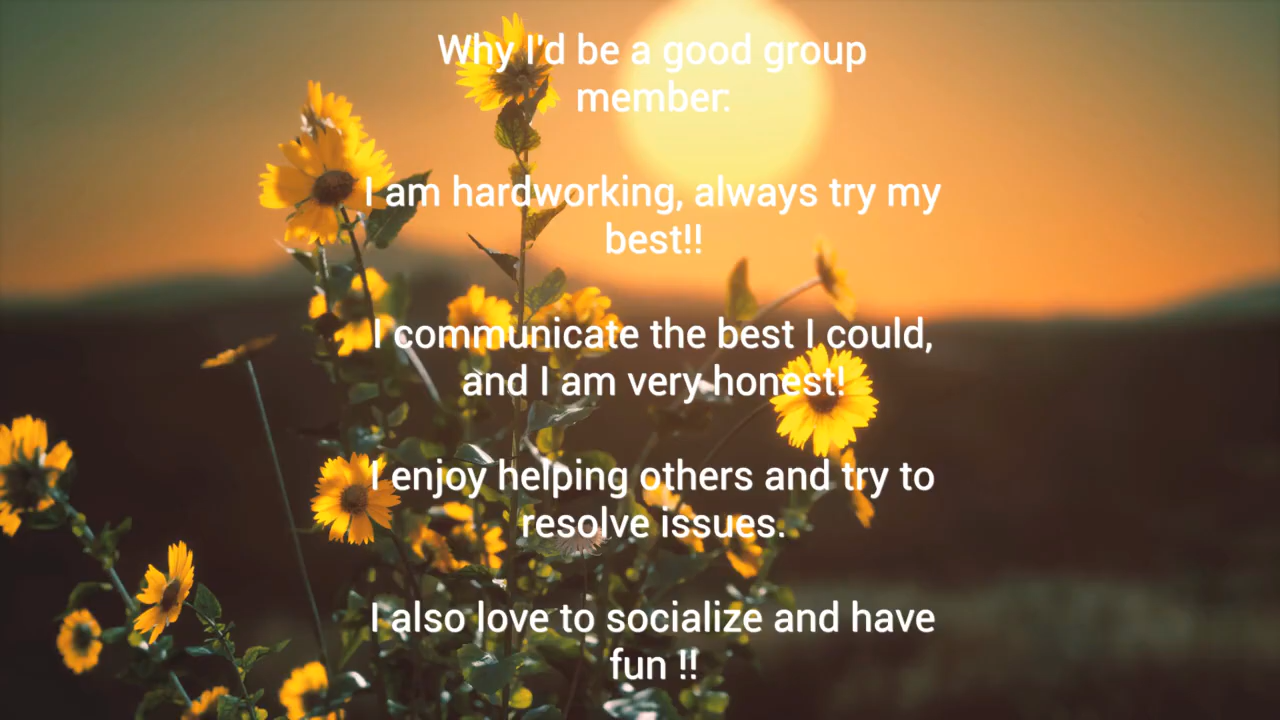 Why I'd be a good group
member:
I am hardworking, always try my
best!!
I communicate the best I could,
and I am very honest!
I enjoy helping others and try to
resolve issues.
I also love to socialize and have
fun !!